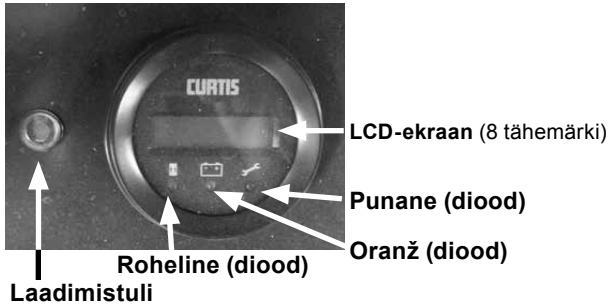 CURTIS
LCD-ekraan (8 tähemärki)
Punane (diood)
Oranž (diood)
Roheline (diood)
Laadimistuli